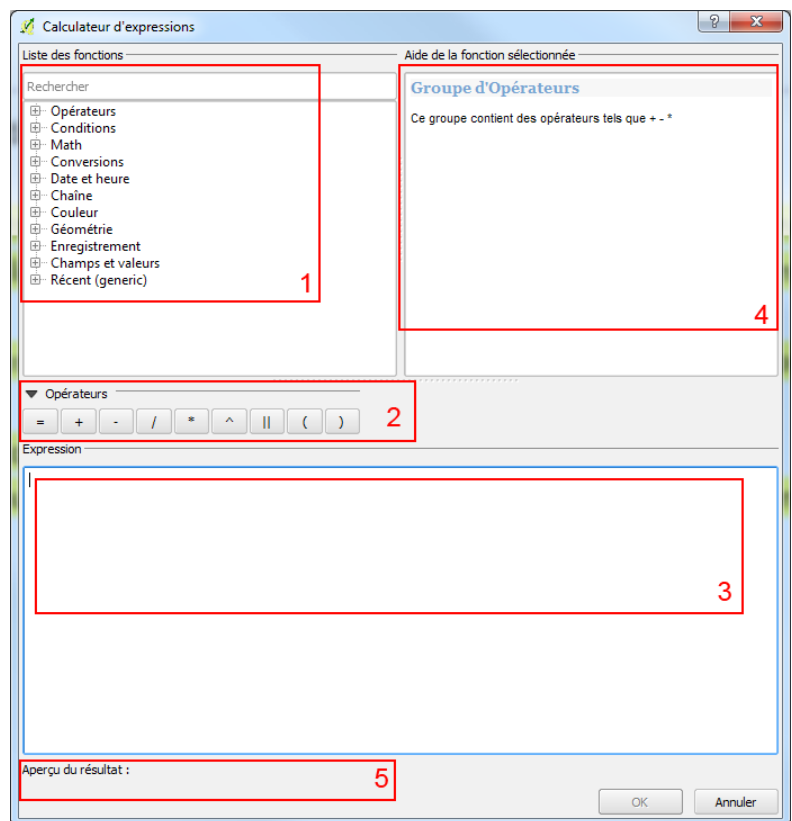 Calculateur d'expressions
Liste des fonctions
Aide de la fonction sélectionnée
Rechercher
Opérateurs
Conditions
Math
Conversions
Date et heure
Chaîne
Couleur
Géométrie
Enregistrement
Champs et valeurs
Récent (generic)
1
Groupe d'Opérateurs
Ce groupe contient des opérateurs tels que + - *
4
Opérateurs
= + - / * ^ || ( )
2
Expression
3
Aperçu du résultat :
5
OK Annuler